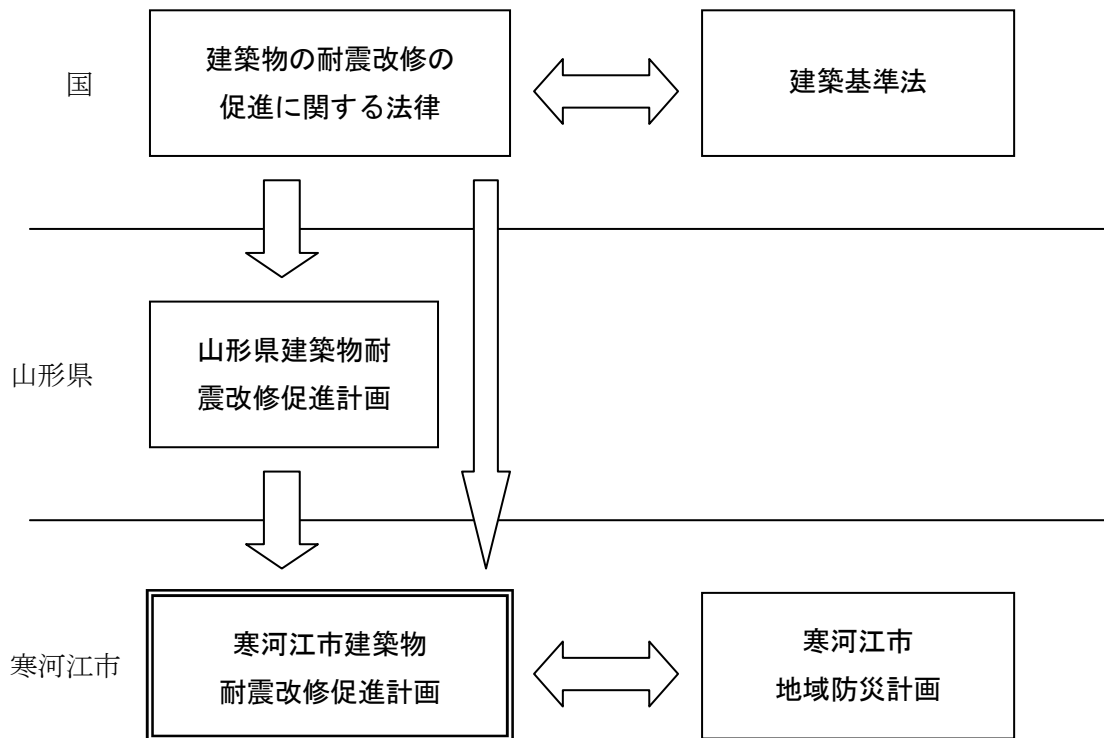 国
建築物の耐震改修の
促進に関する法律
建築基準法
山形県
山形県建築物耐
震改修促進計画
寒河江市
寒河江市建築物
耐震改修促進計画
寒河江市
地域防災計画